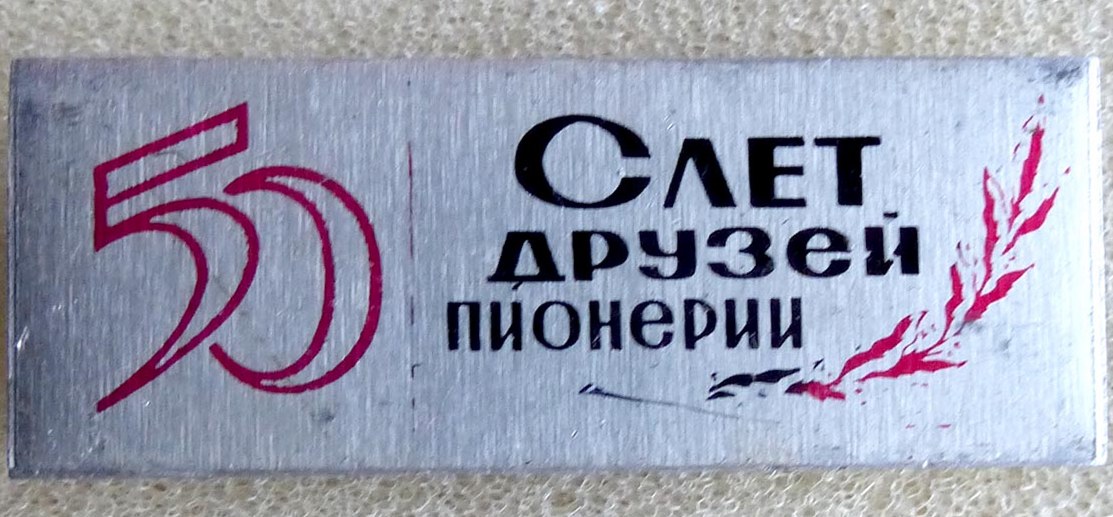 50
Слет
друзей
пионерии